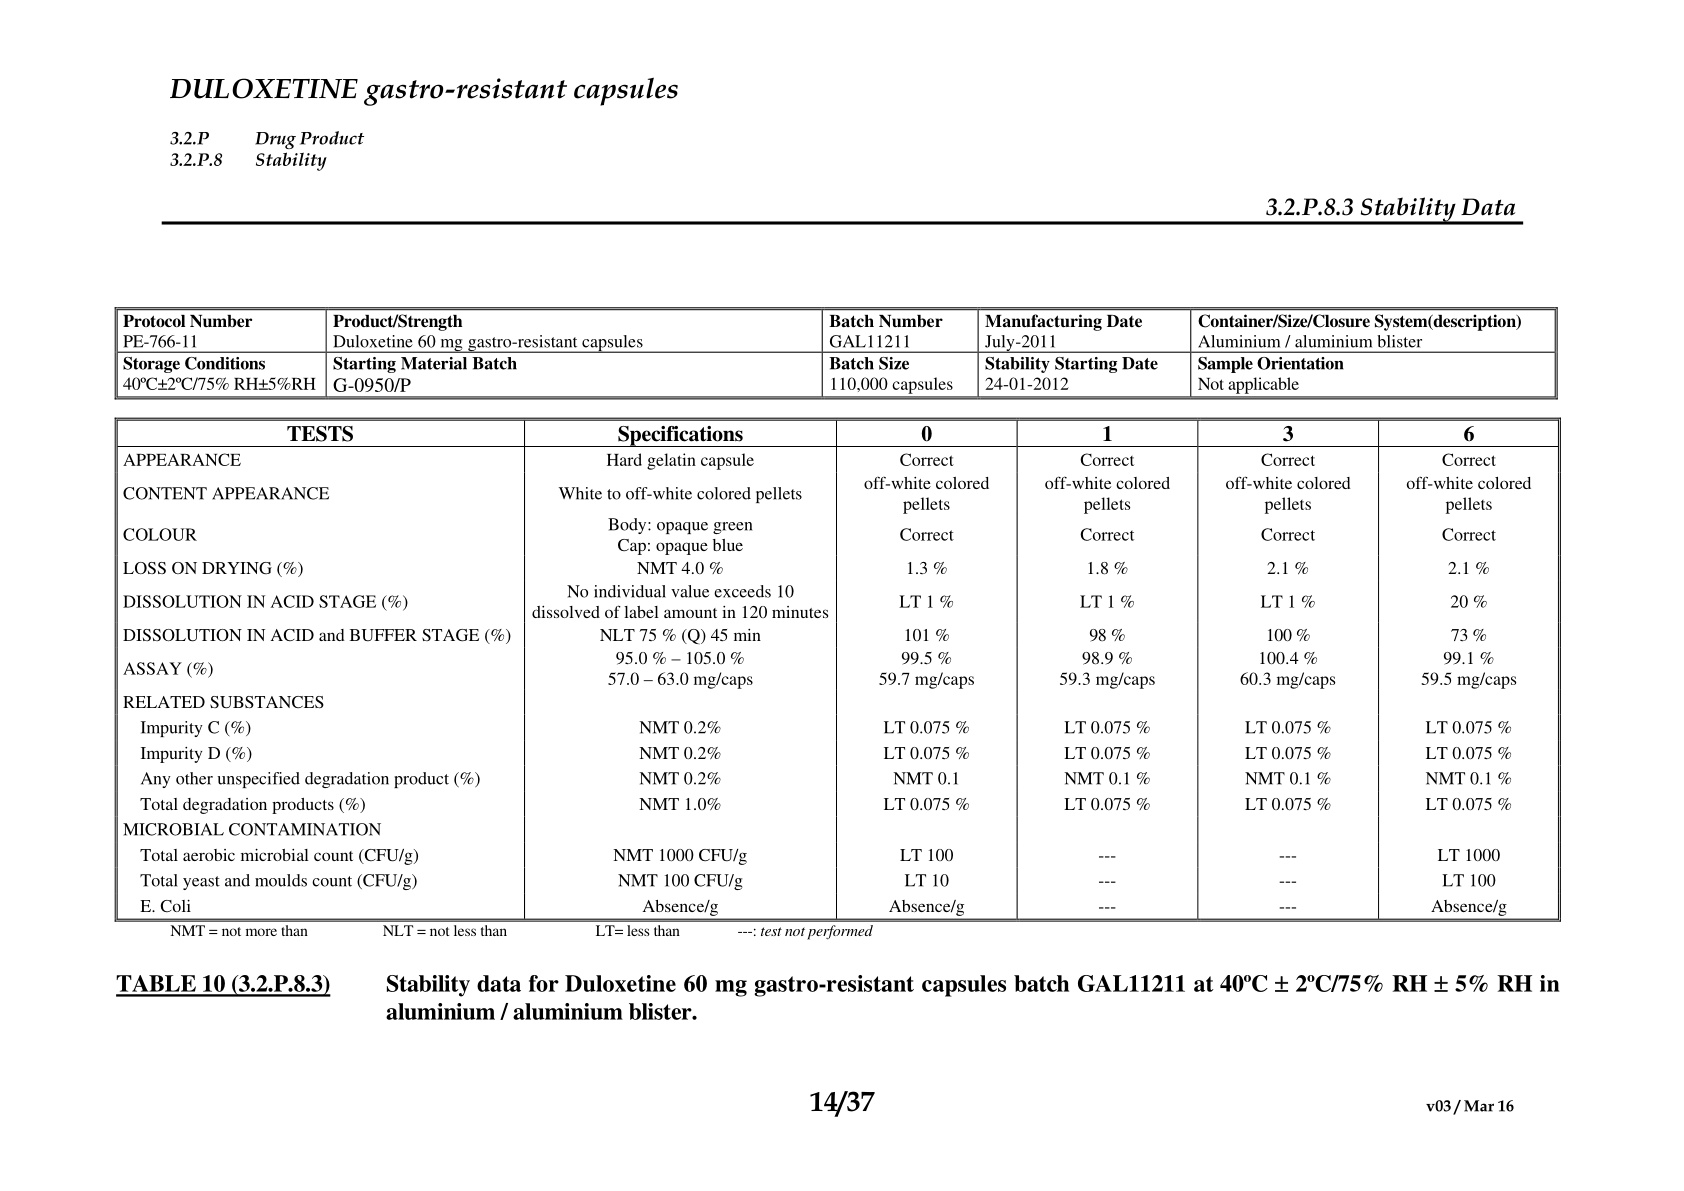 DULOXETINE gastro-resistant capsules
3.2.P Drug Product
3.2.P.8 Stability
3.2.P.8.3 Stability Data
Protocol Number Product/Strength Batch Number Manufacturing Date Container/Size/Closure System(description)
PE-766-11 Duloxetine 60 mg gastro-resistant capsules GAL11211 July-2011 Aluminium / aluminium blister
Storage Conditions Starting Material Batch Batch Size Stability Starting Date Sample Orientation
40ºC±2ºC/75% RH±5%RH G-0950/P 110,000 capsules 24-01-2012 Not applicable
TESTS Specifications 0 1 3 6
APPEARANCE Hard gelatin capsule Correct Correct Correct Correct
CONTENT APPEARANCE White to off-white colored pellets off-white colored pellets off-white colored pellets off-white colored pellets off-white colored pellets
COLOUR Body: opaque green Cap: opaque blue Correct Correct Correct Correct
LOSS ON DRYING (%) NMT 4.0 % 1.3 % 1.8 % 2.1 % 2.1 %
DISSOLUTION IN ACID STAGE (%) No individual value exceeds 10 dissolved of label amount in 120 minutes LT 1 % LT 1 % LT 1 % 20 %
DISSOLUTION IN ACID and BUFFER STAGE (%) NLT 75 % (Q) 45 min 101 % 98 % 100 % 73 %
ASSAY (%) 95.0 % – 105.0 % 99.5 % 98.9 % 100.4 % 99.1 %
57.0 – 63.0 mg/caps 59.7 mg/caps 59.3 mg/caps 60.3 mg/caps 59.5 mg/caps
RELATED SUBSTANCES
Impurity C (%) NMT 0.2% LT 0.075 % LT 0.075 % LT 0.075 % LT 0.075 %
Impurity D (%) NMT 0.2% LT 0.075 % LT 0.075 % LT 0.075 % LT 0.075 %
Any other unspecified degradation product (%) NMT 0.2% NMT 0.1 NMT 0.1 % NMT 0.1 % NMT 0.1 %
Total degradation products (%) NMT 1.0% LT 0.075 % LT 0.075 % LT 0.075 % LT 0.075 %
MICROBIAL CONTAMINATION
Total aerobic microbial count (CFU/g) NMT 1000 CFU/g LT 100 --- --- LT 1000
Total yeast and moulds count (CFU/g) NMT 100 CFU/g LT 10 --- --- LT 100
E. Coli Absence/g Absence/g --- --- Absence/g
NMT = not more than NLT = not less than LT= less than ---: test not performed
TABLE 10 (3.2.P.8.3) Stability data for Duloxetine 60 mg gastro-resistant capsules batch GAL11211 at 40ºC ± 2ºC/75% RH ± 5% RH in
aluminium / aluminium blister.
14/37
v03 / Mar 16